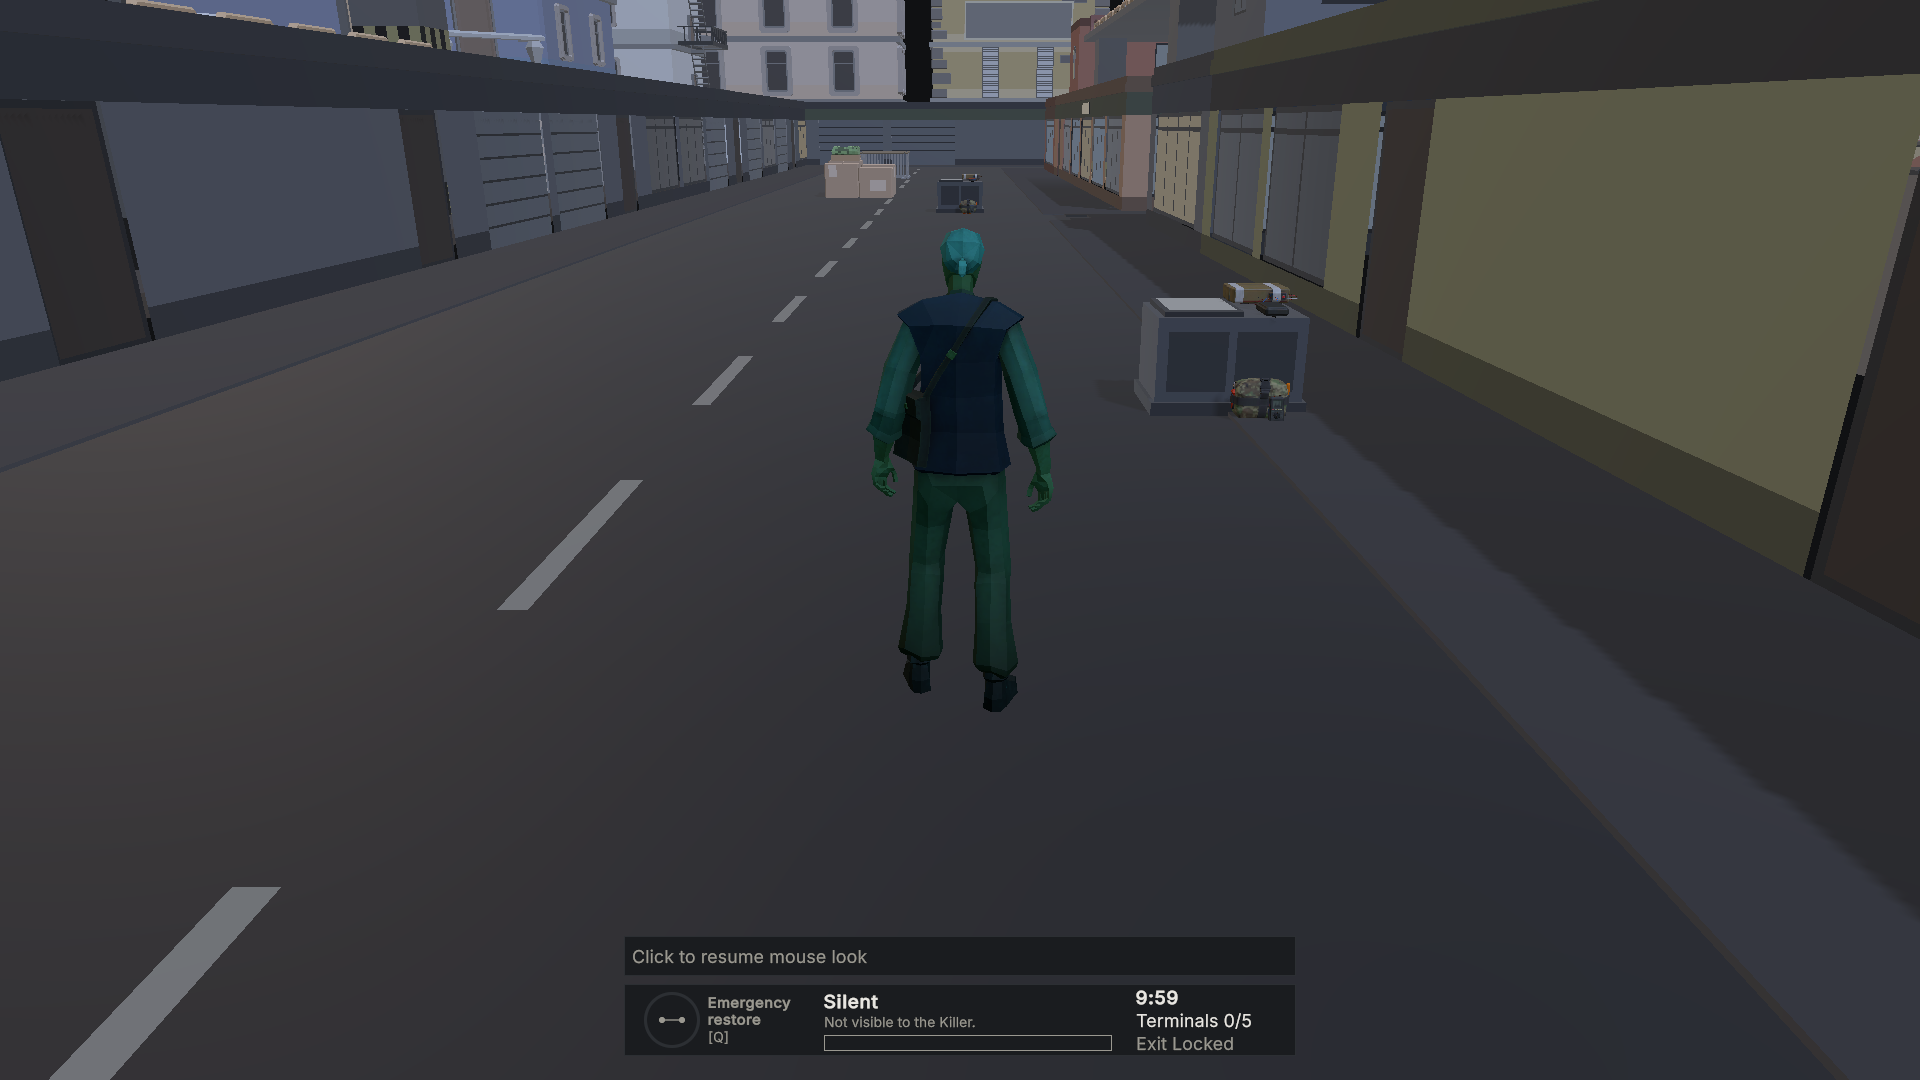 Click to resume mouse look
Emergency
restore
[Q]
Silent
Not visible to the Killer.
9:59
Terminals 0/5
Exit Locked